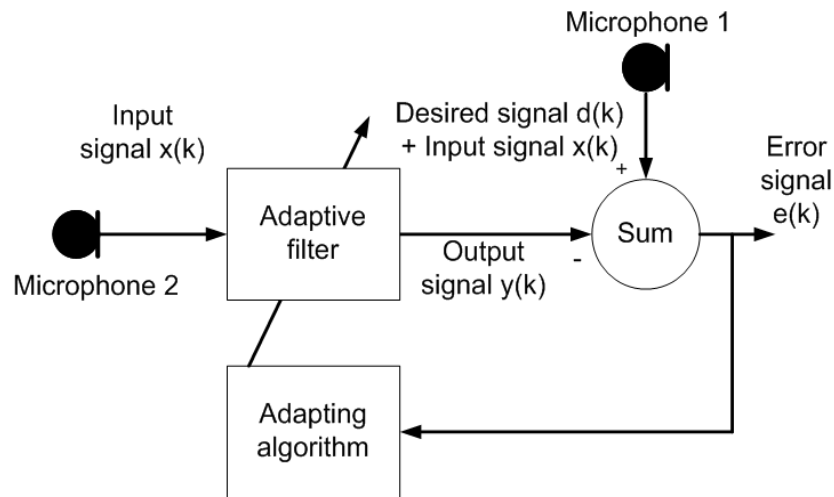 Microphone 1
Input
signal x(k)
Desired signal d(k)
+ Input signal x(k)
+
Error
signal
e(k)
Adaptive
filter
Sum
Microphone 2
Output
signal y(k)
-
Adapting
algorithm